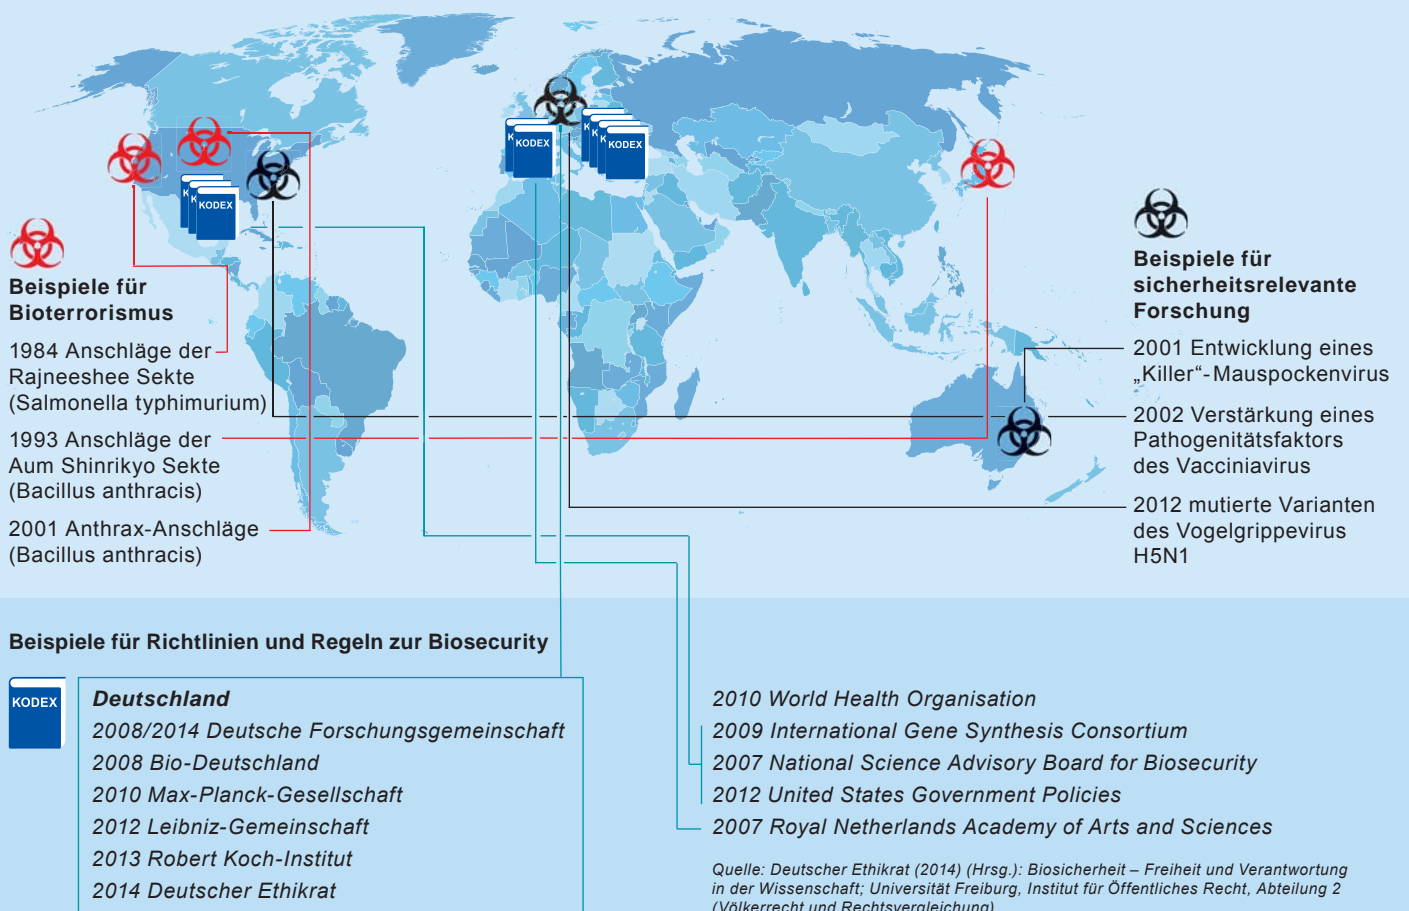 KODEX
KODEX
KODEX
Beispiele für
Bioterrorismus
1984 Anschläge der
Rajneeshee Sekte
(Salmonella typhimurium)
1993 Anschläge der
Aum Shinrikyo Sekte
(Bacillus anthracis)
2001 Anthrax-Anschläge
(Bacillus anthracis)
Beispiele für
sicherheitsrelevante
Forschung
2001 Entwicklung eines
„Killer“-Mauspockenvirus
2002 Verstärkung eines
Pathogenitätsfaktors
des Vacciniavirus
2012 mutierte Varianten
des Vogelgrippevirus
H5N1
Beispiele für Richtlinien und Regeln zur Biosecurity
KODEX
Deutschland
2008/2014 Deutsche Forschungsgemeinschaft
2008 Bio-Deutschland
2010 Max-Planck-Gesellschaft
2012 Leibniz-Gemeinschaft
2013 Robert Koch-Institut
2014 Deutscher Ethikrat
2010 World Health Organisation
2009 International Gene Synthesis Consortium
2007 National Science Advisory Board for Biosecurity
2012 United States Government Policies
2007 Royal Netherlands Academy of Arts and Sciences
Quelle: Deutscher Ethikrat (2014) (Hrsg.): Biosicherheit – Freiheit und Verantwortung
in der Wissenschaft; Universität Freiburg, Institut für Öffentliches Recht, Abteilung 2
(Völkerrecht und Rechtsvergleichung)